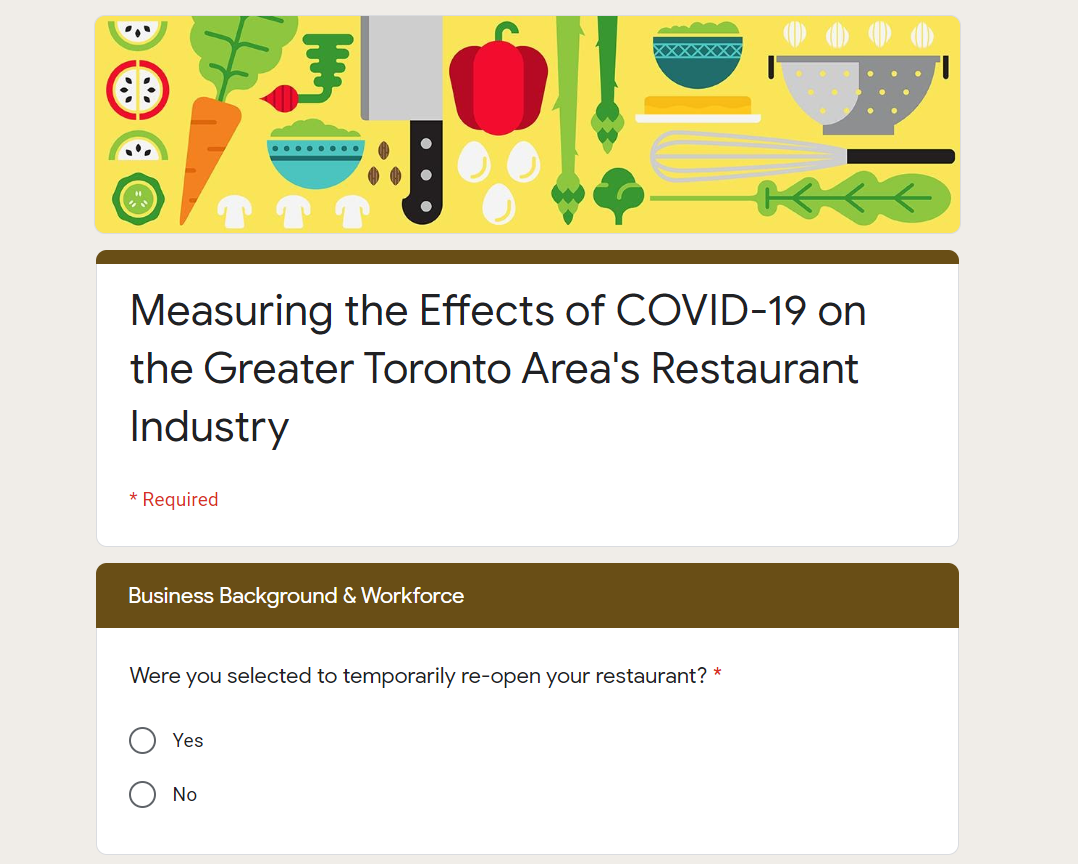 Measuring the Effects of COVID-19 on
the Greater Toronto Area's Restaurant
Industry
* Required
Business Background & Workforce
Were you selected to temporarily re-open your restaurant? *
Yes
No